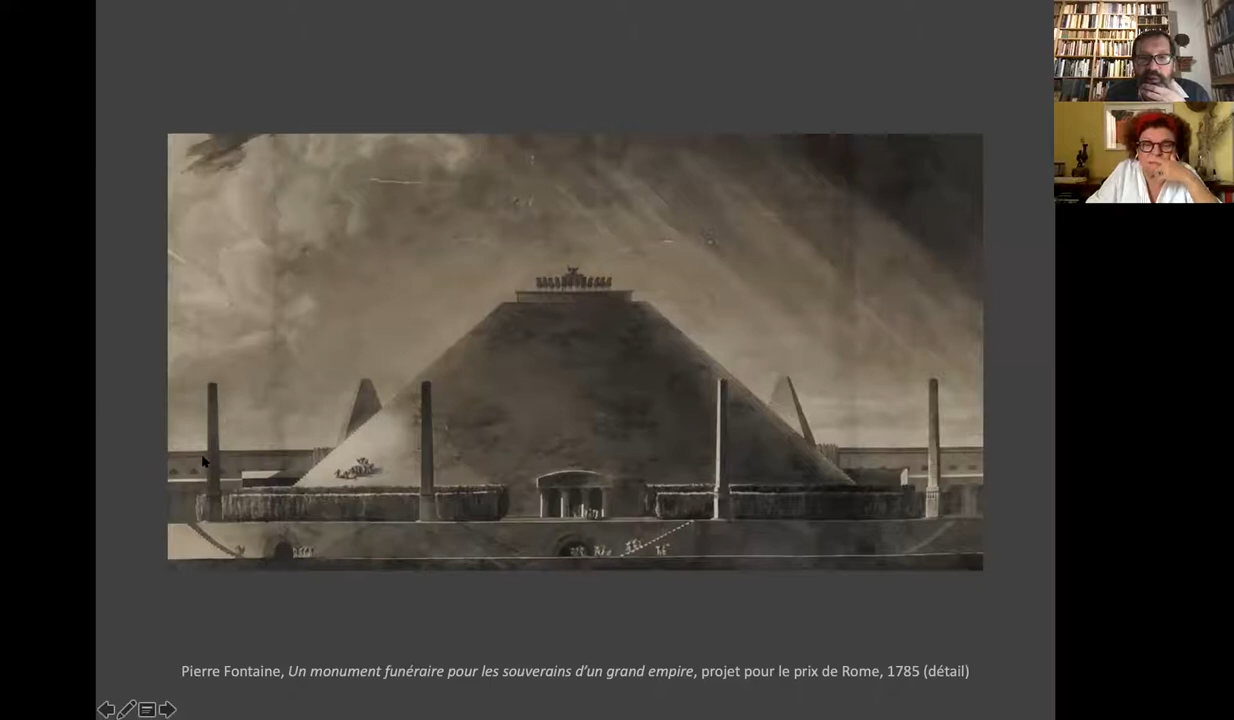 Pierre Fontaine, Un monument funéraire pour les souverains d’un grand empire, projet pour le prix de Rome, 1785 (détail)